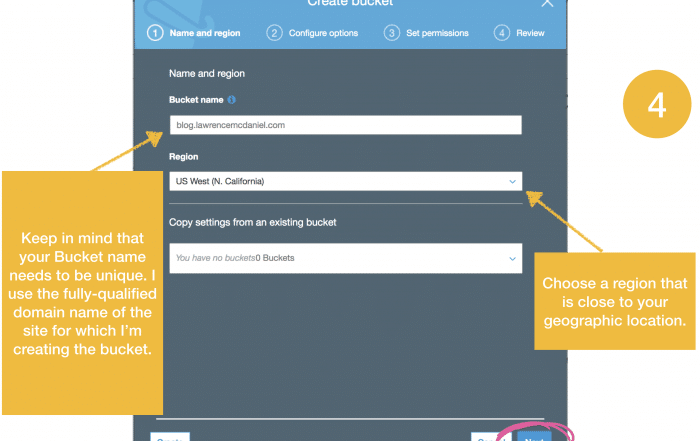 Create bucket
1 Name and region 2 Configure options 3 Set permissions 4 Review
Name and region
Bucket name
blog.lawrencemcdaniel.com
Region
US West (N. California)
Copy settings from an existing bucket
You have no buckets0 Buckets
4
Keep in mind that
your Bucket name
needs to be unique. I
use the fully-qualified
domain name of the
site for which I'm
creating the bucket.
Choose a region that
is close to your
geographic location.
Create
Next